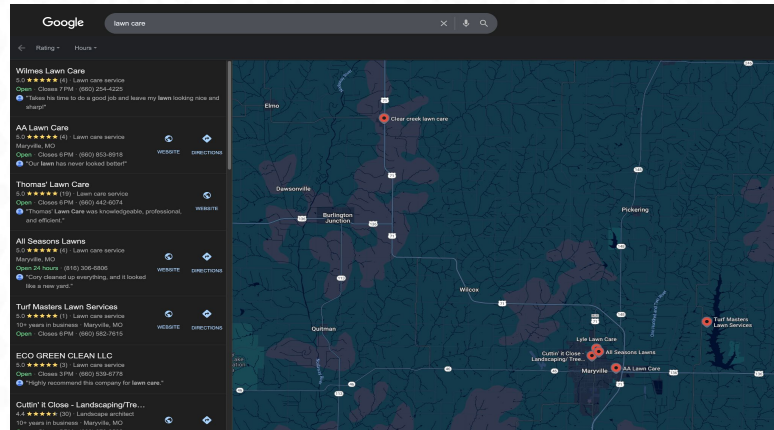 Google
lawn care
Rating
Hours
Wilmes Lawn Care
5.0 ★★★★★ (4) · Lawn care service
Open · Closes 7 PM · (660) 254-4225
"Takes his time to do a good job and leave my lawn looking nice and
sharp!"
AA Lawn Care
5.0 ★★★★★ (4) · Lawn care service
Maryville, MO
Open · Closes 6 PM · (660) 853-8918
"Our lawn has never looked better!"
WEBSITE
DIRECTIONS
Thomas' Lawn Care
5.0 ★★★★★ (19) · Lawn care service
Open · Closes 6 PM · (660) 442-6074
"Thomas' Lawn Care was knowledgeable, professional,
and efficient."
WEBSITE
All Seasons Lawns
5.0 ★★★★★ (4) · Lawn care service
Maryville, MO
Open 24 hours · (816) 306-6806
"Cory cleaned up everything, and it looked
like a new yard."
WEBSITE
DIRECTIONS
Turf Masters Lawn Services
5.0 ★★★★★ (1) · Lawn care service
10+ years in business · Maryville, MO
Open · Closes 6 PM · (660) 582-7615
WEBSITE
DIRECTIONS
ECO GREEN CLEAN LLC
5.0 ★★★★★ (3) · Lawn care service
Open · Closes 3 PM · (660) 539-6778
"Highly recommend this company for lawn care."
Cuttin' it Close - Landscaping/Tre...
4.4 ★★★★★ (30) · Landscape architect
10+ years in business · Maryville, MO
Elmo
Clear creek lawn care
71
Dawsonville
Burlington
Junction
Pickering
Wilcox
Quitman
Turf Masters
Lawn Services
Lyle Lawn Care
All Seasons Lawns
Cuttin' it Close -
Landscaping/ Tree...
Maryville
AA Lawn Care